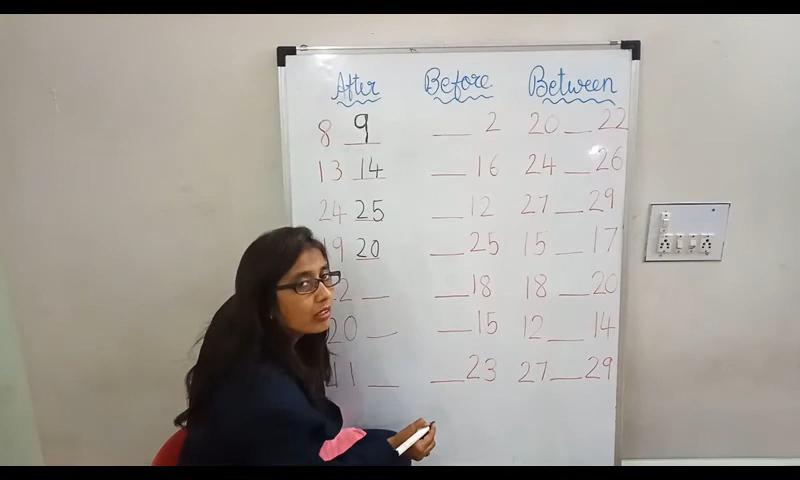 After Before Between
8 9 __ 2 20 __ 22
13 14 __ 16 24 __ 26
24 25 __ 12 27 __ 29
19 20 __ 25 15 __ 17
2 __ __ 18 18 __ 20
20 __ __ 15 12 __ 14
11 __ __ 23 27 __ 29